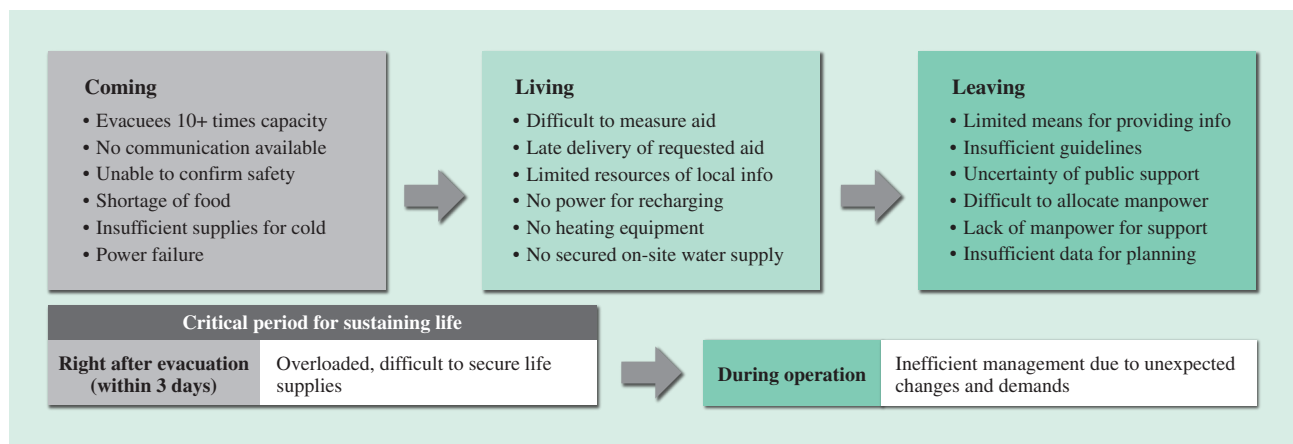 Coming
• Evacuees 10+ times capacity
• No communication available
• Unable to confirm safety
• Shortage of food
• Insufficient supplies for cold
• Power failure
Living
• Difficult to measure aid
• Late delivery of requested aid
• Limited resources of local info
• No power for recharging
• No heating equipment
• No secured on-site water supply
Leaving
• Limited means for providing info
• Insufficient guidelines
• Uncertainty of public support
• Difficult to allocate manpower
• Lack of manpower for support
• Insufficient data for planning
Critical period for sustaining life
Right after evacuation
(within 3 days)
Overloaded, difficult to secure life
supplies
During operation
Inefficient management due to unexpected
changes and demands